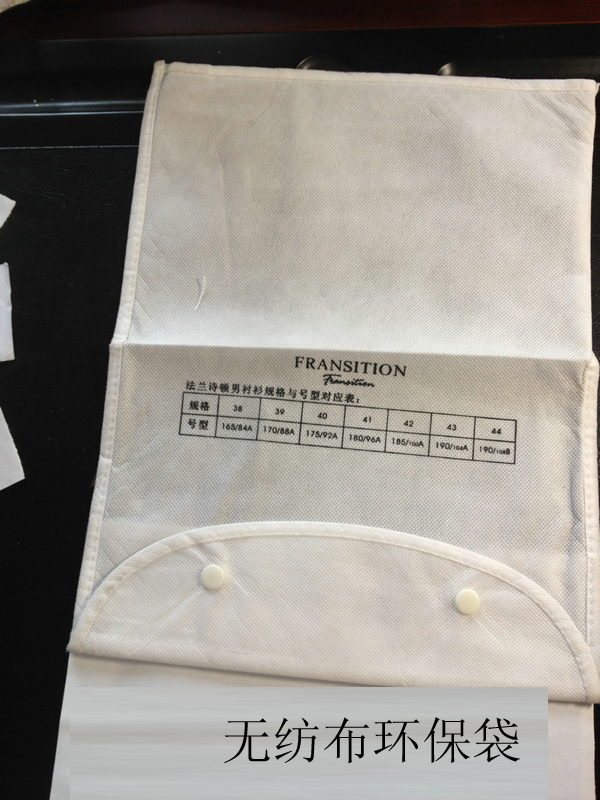 FRANSITION
Fransition
法兰诗顿男衬衫规格与号型对应表:
规格 38 39 40 41 42 43 44
号型 165/84A 170/88A 175/92A 180/96A 185/100A 190/104A 190/108B
无纺布环保袋